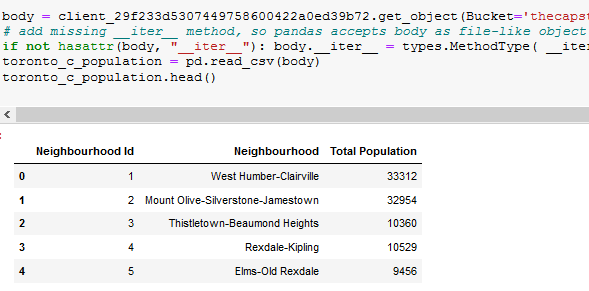 body = client_29f233d5307449758600422a0ed39b72.get_object(Bucket='thecapst
# add missing __iter__ method, so pandas accepts body as file-like object
if not hasattr(body, "__iter__"): body.__iter__ = types.MethodType( __iter
toronto_c_population = pd.read_csv(body)
toronto_c_population.head()
Neighbourhood Id Neighbourhood Total Population
0 1 West Humber-Clairville 33312
1 2 Mount Olive-Silverstone-Jamestown 32954
2 3 Thistletown-Beaumond Heights 10360
3 4 Rexdale-Kipling 10529
4 5 Elms-Old Rexdale 9456